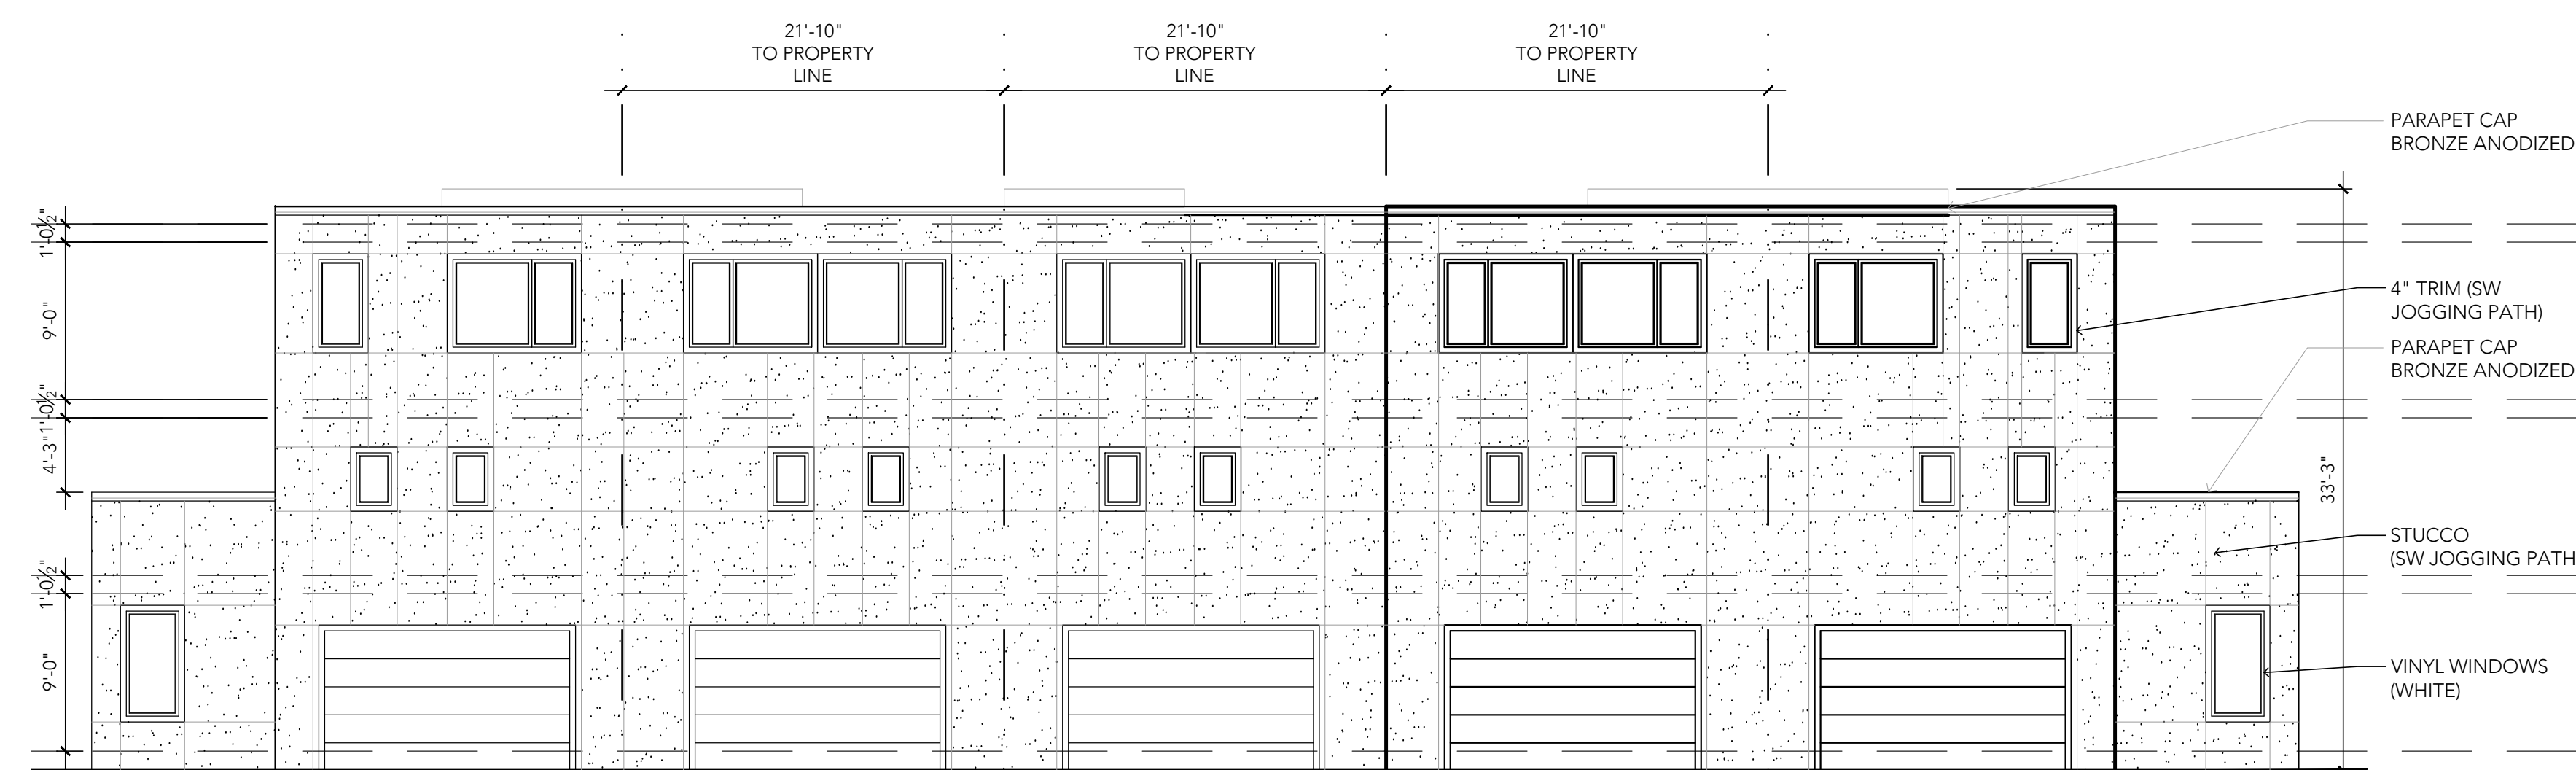 21'-10"
TO PROPERTY
LINE
21'-10"
TO PROPERTY
LINE
21'-10"
TO PROPERTY
LINE
PARAPET CAP
BRONZE ANODIZED
4" TRIM (SW
JOGGING PATH)
PARAPET CAP
BRONZE ANODIZED
STUCCO
(SW JOGGING PATH
VINYL WINDOWS
(WHITE)
33'-3"
1'-0½"
9'-0"
1'-0½"
4'-3"
1'-0½"
9'-0"